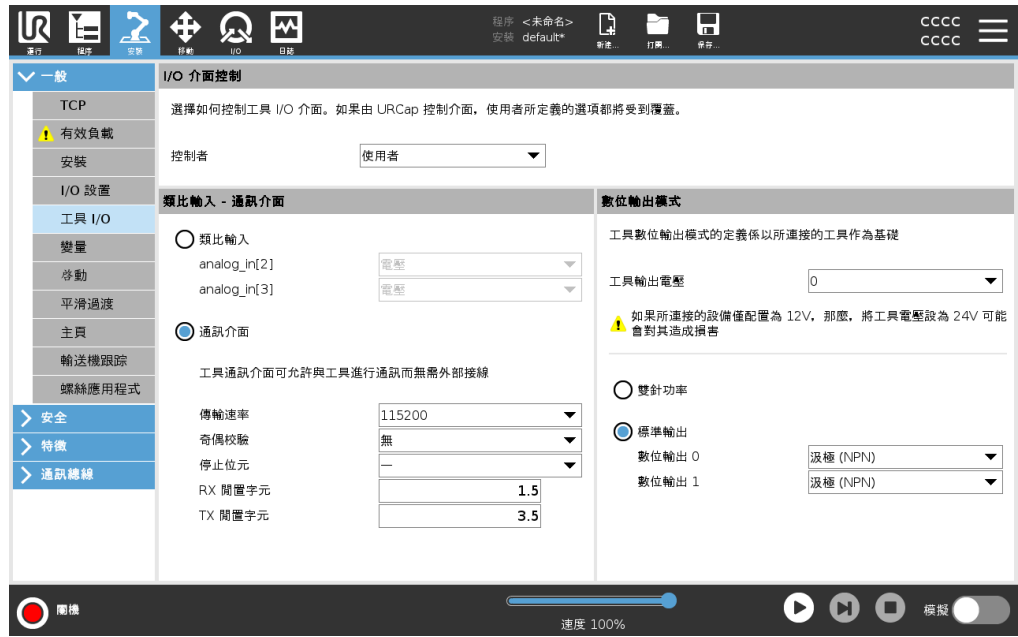 UR
運行
程序
安裝
移動
I/O
日誌
程序 <未命名>
安裝 default*
新建...
打開...
保存...
cccc
cccc
一般
TCP
有效負載
安裝
I/O 設置
工具 I/O
變量
啓動
平滑過渡
主頁
輸送機跟踪
螺絲應用程式
安全
特徵
通訊總線
I/O 介面控制
選擇如何控制工具 I/O 介面。如果由 URCap 控制介面，使用者所定義的選項都將受到覆蓋。
控制者 使用者
類比輸入 - 通訊介面
類比輸入
analog_in[2] 電壓
analog_in[3] 電壓
通訊介面
工具通訊介面可允許與工具進行通訊而無需外部接線
傳輸速率 115200
奇偶校驗 無
停止位元 一
RX 閒置字元 1.5
TX 閒置字元 3.5
數位輸出模式
工具數位輸出模式的定義係以所連接的工具作為基礎
工具輸出電壓 0
如果所連接的設備僅配置為 12V，那麼，將工具電壓設為 24V 可能
會對其造成損害
雙針功率
標準輸出
數位輸出 0 汲極 (NPN)
數位輸出 1 汲極 (NPN)
關機
速度 100%
模擬